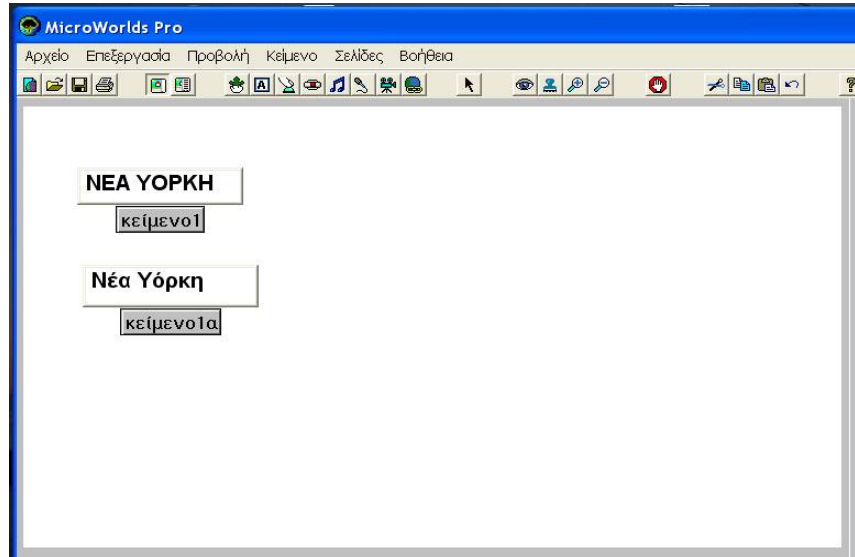 MicroWorlds Pro
Αρχείο Επεξεργασία Προβολή Κείμενο Σελίδες Βοήθεια
ΝΕΑ ΥΟΡΚΗ
κείμενο1
Νέα Υόρκη
κείμενο1α